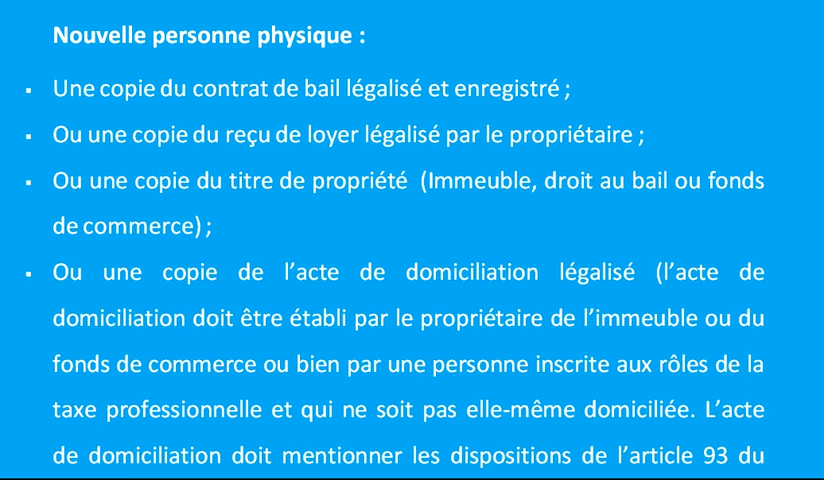 Nouvelle personne physique :
▪ Une copie du contrat de bail légalisé et enregistré ;
▪ Ou une copie du reçu de loyer légalisé par le propriétaire ;
▪ Ou une copie du titre de propriété (Immeuble, droit au bail ou fonds
de commerce) ;
▪ Ou une copie de l’acte de domiciliation légalisé (l’acte de
domiciliation doit être établi par le propriétaire de l’immeuble ou du
fonds de commerce ou bien par une personne inscrite aux rôles de la
taxe professionnelle et qui ne soit pas elle-même domiciliée. L’acte
de domiciliation doit mentionner les dispositions de l’article 93 du